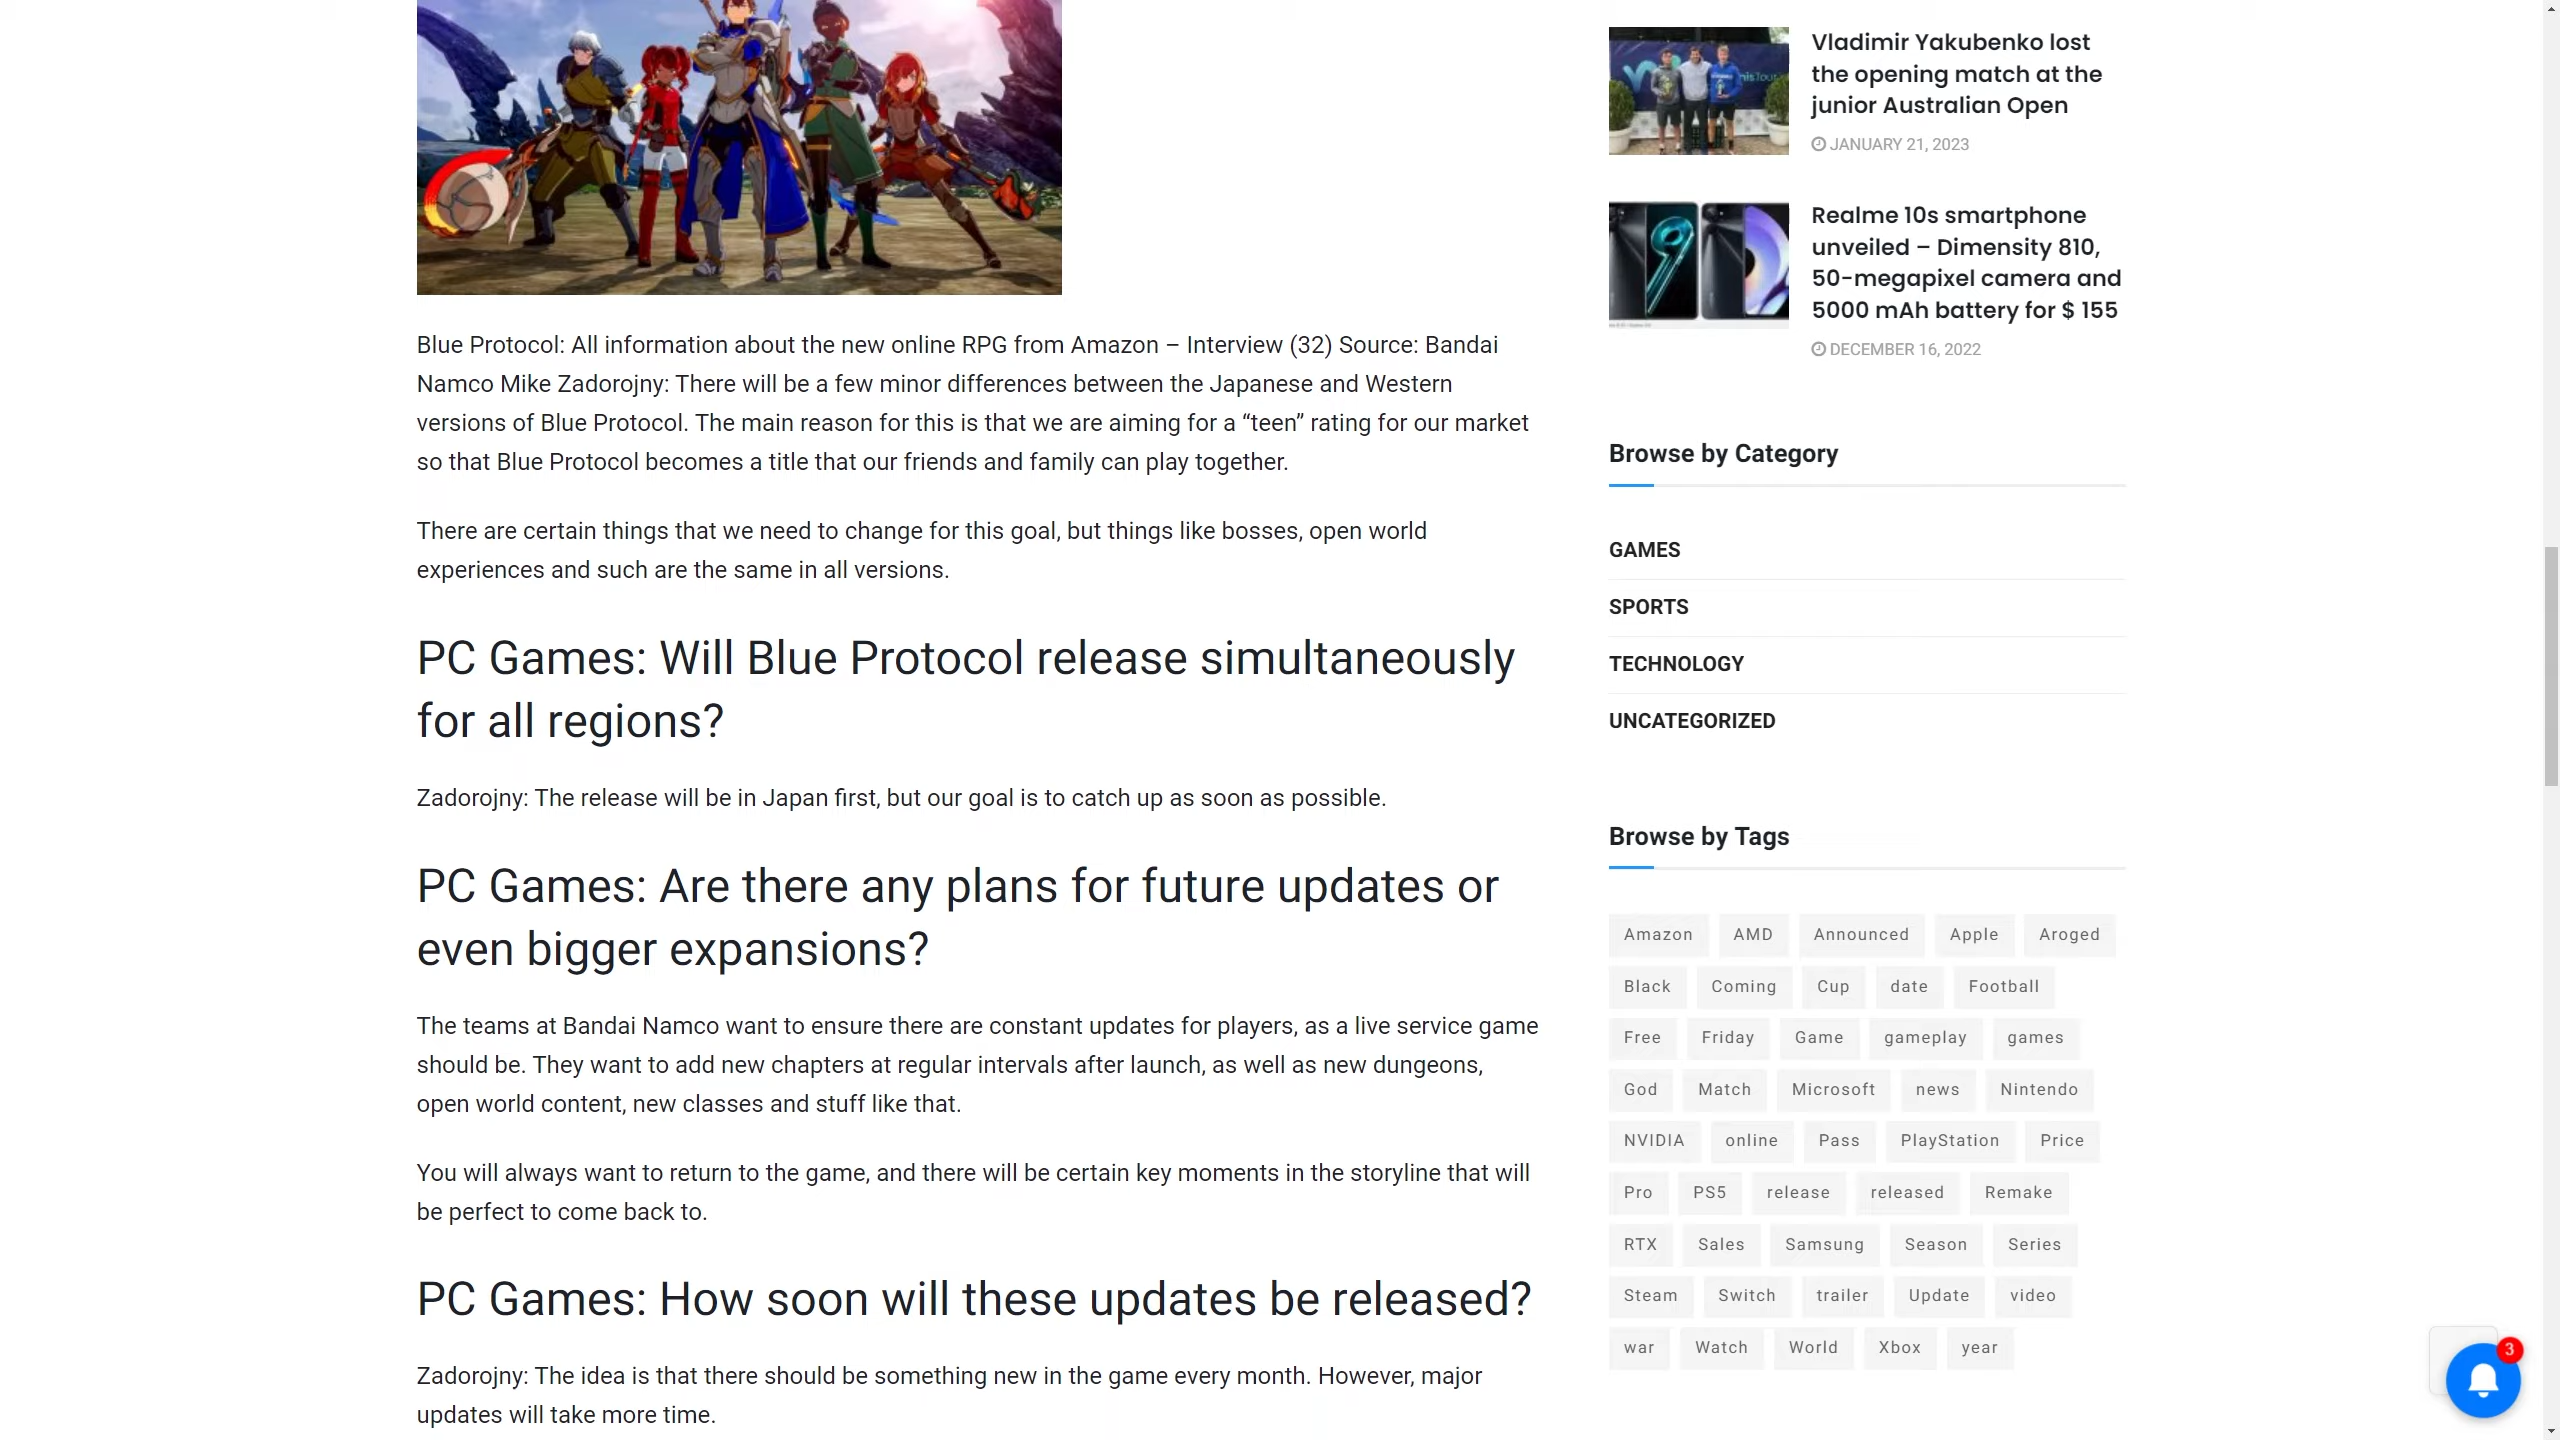 Blue Protocol: All information about the new online RPG from Amazon – Interview (32) Source: Bandai
Namco Mike Zadorojny: There will be a few minor differences between the Japanese and Western
versions of Blue Protocol. The main reason for this is that we are aiming for a “teen” rating for our market
so that Blue Protocol becomes a title that our friends and family can play together.
There are certain things that we need to change for this goal, but things like bosses, open world
experiences and such are the same in all versions.
PC Games: Will Blue Protocol release simultaneously
for all regions?
Zadorojny: The release will be in Japan first, but our goal is to catch up as soon as possible.
PC Games: Are there any plans for future updates or
even bigger expansions?
The teams at Bandai Namco want to ensure there are constant updates for players, as a live service game
should be. They want to add new chapters at regular intervals after launch, as well as new dungeons,
open world content, new classes and stuff like that.
You will always want to return to the game, and there will be certain key moments in the storyline that will
be perfect to come back to.
PC Games: How soon will these updates be released?
Zadorojny: The idea is that there should be something new in the game every month. However, major
updates will take more time.
Vladimir Yakubenko lost
the opening match at the
junior Australian Open
JANUARY 21, 2023
Realme 10s smartphone
unveiled – Dimensity 810,
50-megapixel camera and
5000 mAh battery for $ 155
DECEMBER 16, 2022
Browse by Category
GAMES
SPORTS
TECHNOLOGY
UNCATEGORIZED
Browse by Tags
Amazon AMD Announced Apple Aroged
Black Coming Cup date Football
Free Friday Game gameplay games
God Match Microsoft news Nintendo
NVIDIA online Pass PlayStation Price
Pro PS5 release released Remake
RTX Sales Samsung Season Series
Steam Switch trailer Update video
war Watch World Xbox year
3